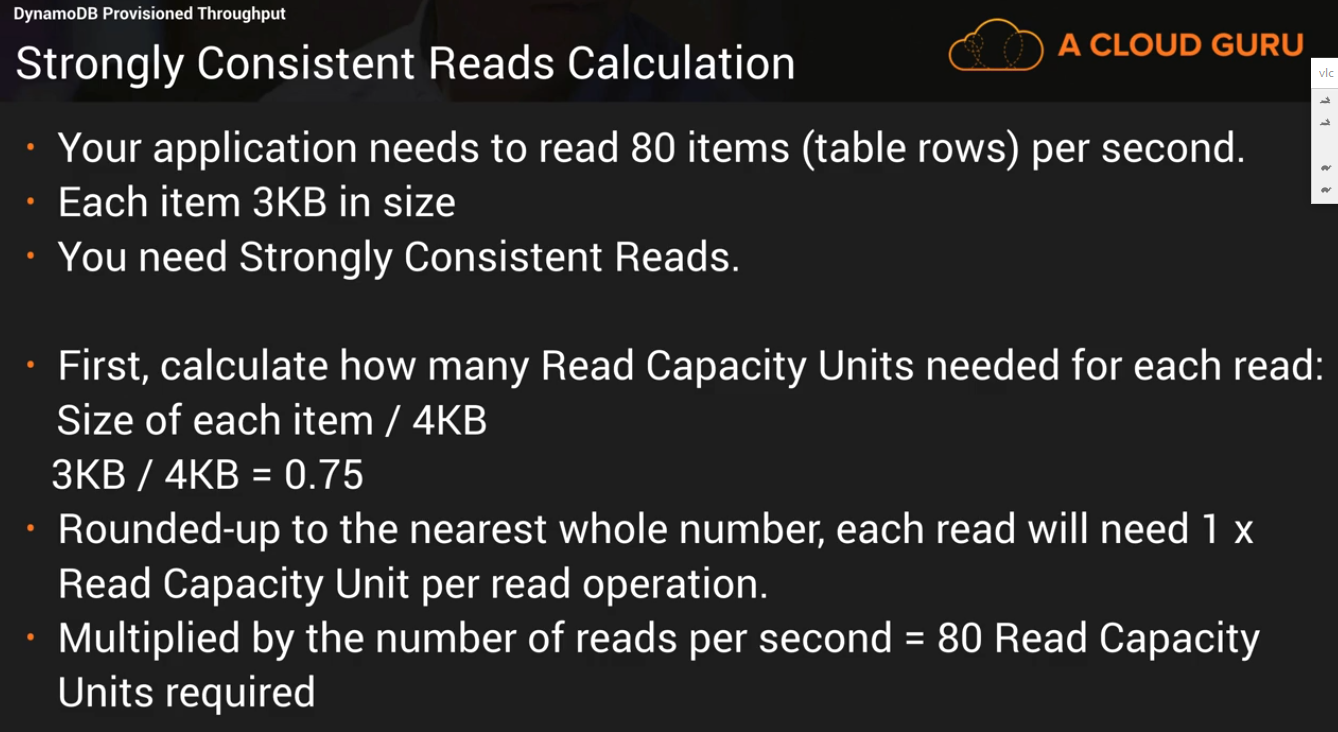 DynamoDB Provisioned Throughput
Strongly Consistent Reads Calculation
A CLOUD GURU
vlc
• Your application needs to read 80 items (table rows) per second.
• Each item 3KB in size
• You need Strongly Consistent Reads.
• First, calculate how many Read Capacity Units needed for each read:
Size of each item / 4KB
3KB / 4KB = 0.75
• Rounded-up to the nearest whole number, each read will need 1 x
Read Capacity Unit per read operation.
• Multiplied by the number of reads per second = 80 Read Capacity
Units required